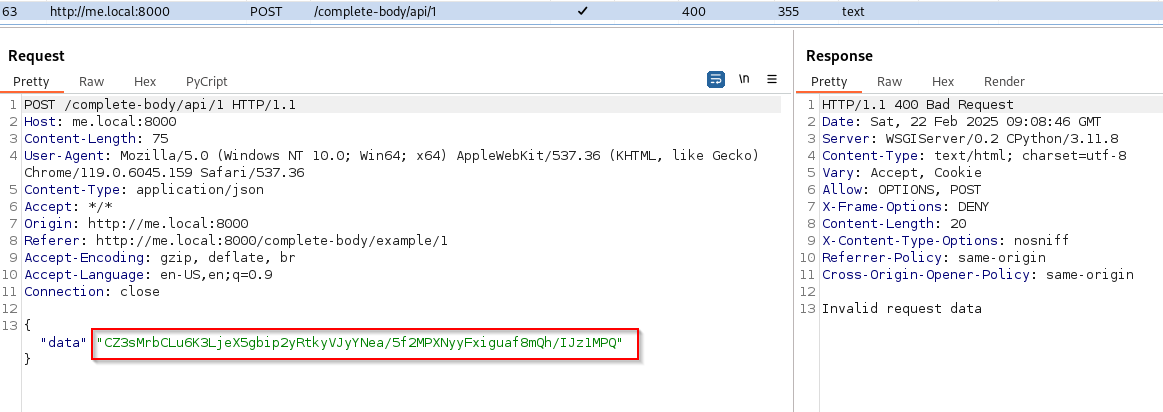 63 http://me.local:8000 POST /complete-body/api/1 ✓ 400 355 text
Request
Pretty Raw Hex PyCript \n
1 POST /complete-body/api/1 HTTP/1.1
2 Host: me.local:8000
3 Content-Length: 75
4 User-Agent: Mozilla/5.0 (Windows NT 10.0; Win64; x64) AppleWebKit/537.36 (KHTML, like Gecko)
Chrome/119.0.6045.159 Safari/537.36
5 Content-Type: application/json
6 Accept: */*
7 Origin: http://me.local:8000
8 Referer: http://me.local:8000/complete-body/example/1
9 Accept-Encoding: gzip, deflate, br
10 Accept-Language: en-US,en;q=0.9
11 Connection: close
12
13 {
"data" "CZ3sMrbCLu6K3LjeX5gbip2yRtkyVJyYNea/5f2MPXNyyFxiguaf8mQh/IJz1MPQ"
}
Response
Pretty Raw Hex Render
1 HTTP/1.1 400 Bad Request
2 Date: Sat, 22 Feb 2025 09:08:46 GMT
3 Server: WSGIServer/0.2 CPython/3.11.8
4 Content-Type: text/html; charset=utf-8
5 Vary: Accept, Cookie
6 Allow: OPTIONS, POST
7 X-Frame-Options: DENY
8 Content-Length: 20
9 X-Content-Type-Options: nosniff
10 Referrer-Policy: same-origin
11 Cross-Origin-Opener-Policy: same-origin
12
13 Invalid request data